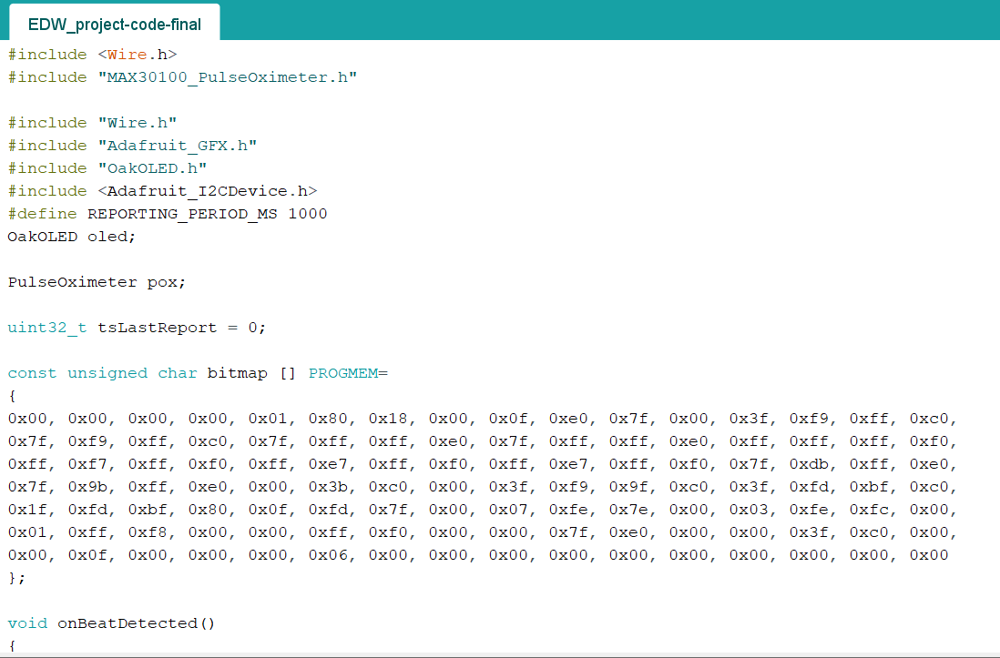 EDW_project-code-final
#include <Wire.h>
#include "MAX30100_PulseOximeter.h"
#include "Wire.h"
#include "Adafruit_GFX.h"
#include "OakOLED.h"
#include <Adafruit_I2CDevice.h>
#define REPORTING_PERIOD_MS 1000
OakOLED oled;
PulseOximeter pox;
uint32_t tsLastReport = 0;
const unsigned char bitmap [] PROGMEM=
{
0x00, 0x00, 0x00, 0x00, 0x01, 0x80, 0x18, 0x00, 0x0f, 0xe0, 0x7f, 0x00, 0x3f, 0xf9, 0xff, 0xc0,
0x7f, 0xf9, 0xff, 0xc0, 0x7f, 0xff, 0xff, 0xe0, 0x7f, 0xff, 0xff, 0xe0, 0xff, 0xff, 0xff, 0xf0,
0xff, 0xf7, 0xff, 0xf0, 0xff, 0xe7, 0xff, 0xf0, 0xff, 0xe7, 0xff, 0xf0, 0x7f, 0xdb, 0xff, 0xe0,
0x7f, 0x9b, 0xff, 0xe0, 0x00, 0x3b, 0xc0, 0x00, 0x3f, 0xf9, 0x9f, 0xc0, 0x3f, 0xfd, 0xbf, 0xc0,
0x1f, 0xfd, 0xbf, 0x80, 0x0f, 0xfd, 0x7f, 0x00, 0x07, 0xfe, 0x7e, 0x00, 0x03, 0xfe, 0xfc, 0x00,
0x01, 0xff, 0xf8, 0x00, 0x00, 0xff, 0xf0, 0x00, 0x00, 0x7f, 0xe0, 0x00, 0x00, 0x3f, 0xc0, 0x00,
0x00, 0x0f, 0x00, 0x00, 0x00, 0x06, 0x00, 0x00, 0x00, 0x00, 0x00, 0x00, 0x00, 0x00, 0x00, 0x00
};
void onBeatDetected()
{